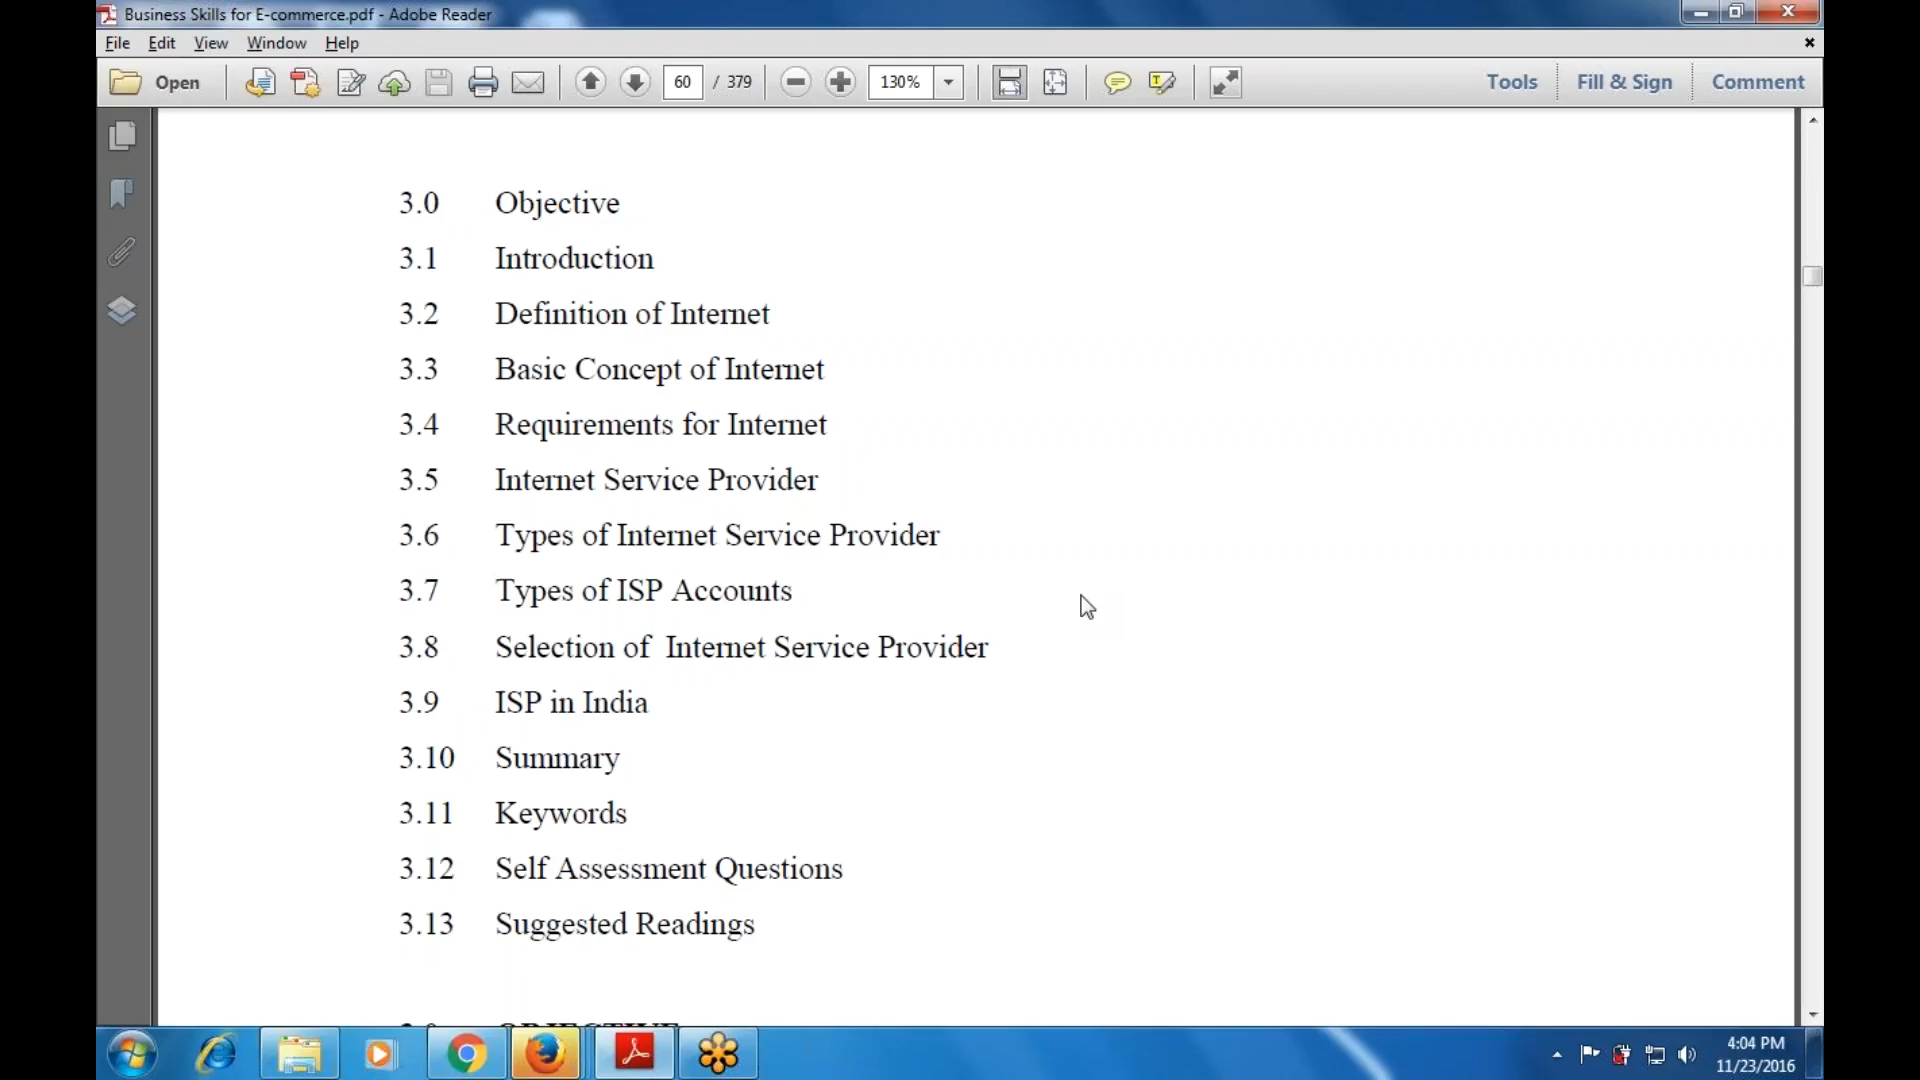 Business Skills for E-commerce.pdf - Adobe Reader
File Edit View Window Help
Open 60 / 379 130% Tools Fill & Sign Comment
3.0 Objective
3.1 Introduction
3.2 Definition of Internet
3.3 Basic Concept of Internet
3.4 Requirements for Internet
3.5 Internet Service Provider
3.6 Types of Internet Service Provider
3.7 Types of ISP Accounts
3.8 Selection of Internet Service Provider
3.9 ISP in India
3.10 Summary
3.11 Keywords
3.12 Self Assessment Questions
3.13 Suggested Readings
3.0 OBJECTIVE
4:04 PM
11/23/2016